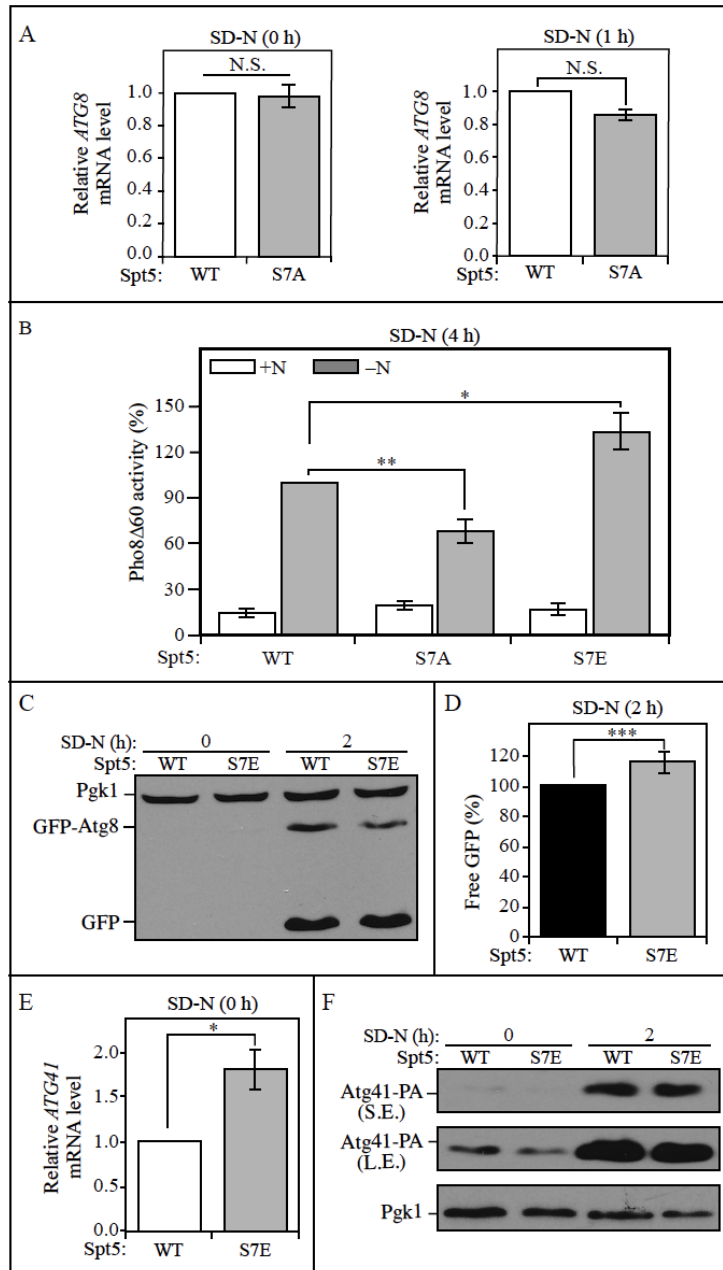 A
SD-N (0 h)
N.S.
Relative ATG8
mRNA level
1.0
0.8
0.6
0.4
0.2
0.0
Spt5: WT S7A
SD-N (1 h)
N.S.
Relative ATG8
mRNA level
1.0
0.8
0.6
0.4
0.2
0.0
Spt5: WT S7A
B
SD-N (4 h)
+N −N
Pho8Δ60 activity (%)
150
120
90
60
30
0
*
**
Spt5: WT S7A S7E
C
SD-N (h): 0 2
Spt5: WT S7E WT S7E
Pgk1
GFP-Atg8
GFP
D
SD-N (2 h)
***
Free GFP (%)
120
100
80
60
40
20
0
Spt5: WT S7E
E
SD-N (0 h)
*
Relative ATG41
mRNA level
2.0
1.5
1.0
0.5
0.0
Spt5: WT S7E
F
SD-N (h): 0 2
Spt5: WT S7E WT S7E
Atg41-PA
(S.E.)
Atg41-PA
(L.E.)
Pgk1